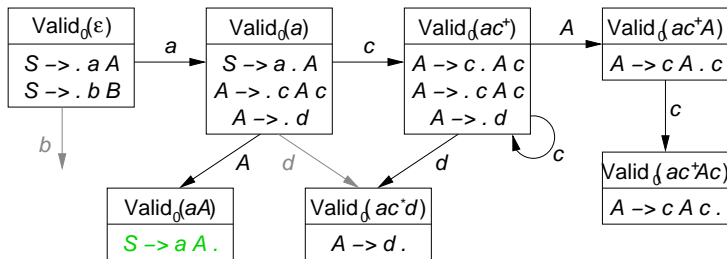 Valid₀(ε)
S −> . a A
S −> . b B
a
Valid₀(a)
S −> a . A
A −> . c A c
A −> . d
c
Valid₀(ac⁺)
A −> c . A c
A −> . c A c
A −> . d
A
Valid₀(ac⁺A)
A −> c A . c
b
A
d
d
c
c
Valid₀(aA)
S −> a A .
Valid₀(ac*d)
A −> d .
Valid₀(ac⁺Ac)
A −> c A c .